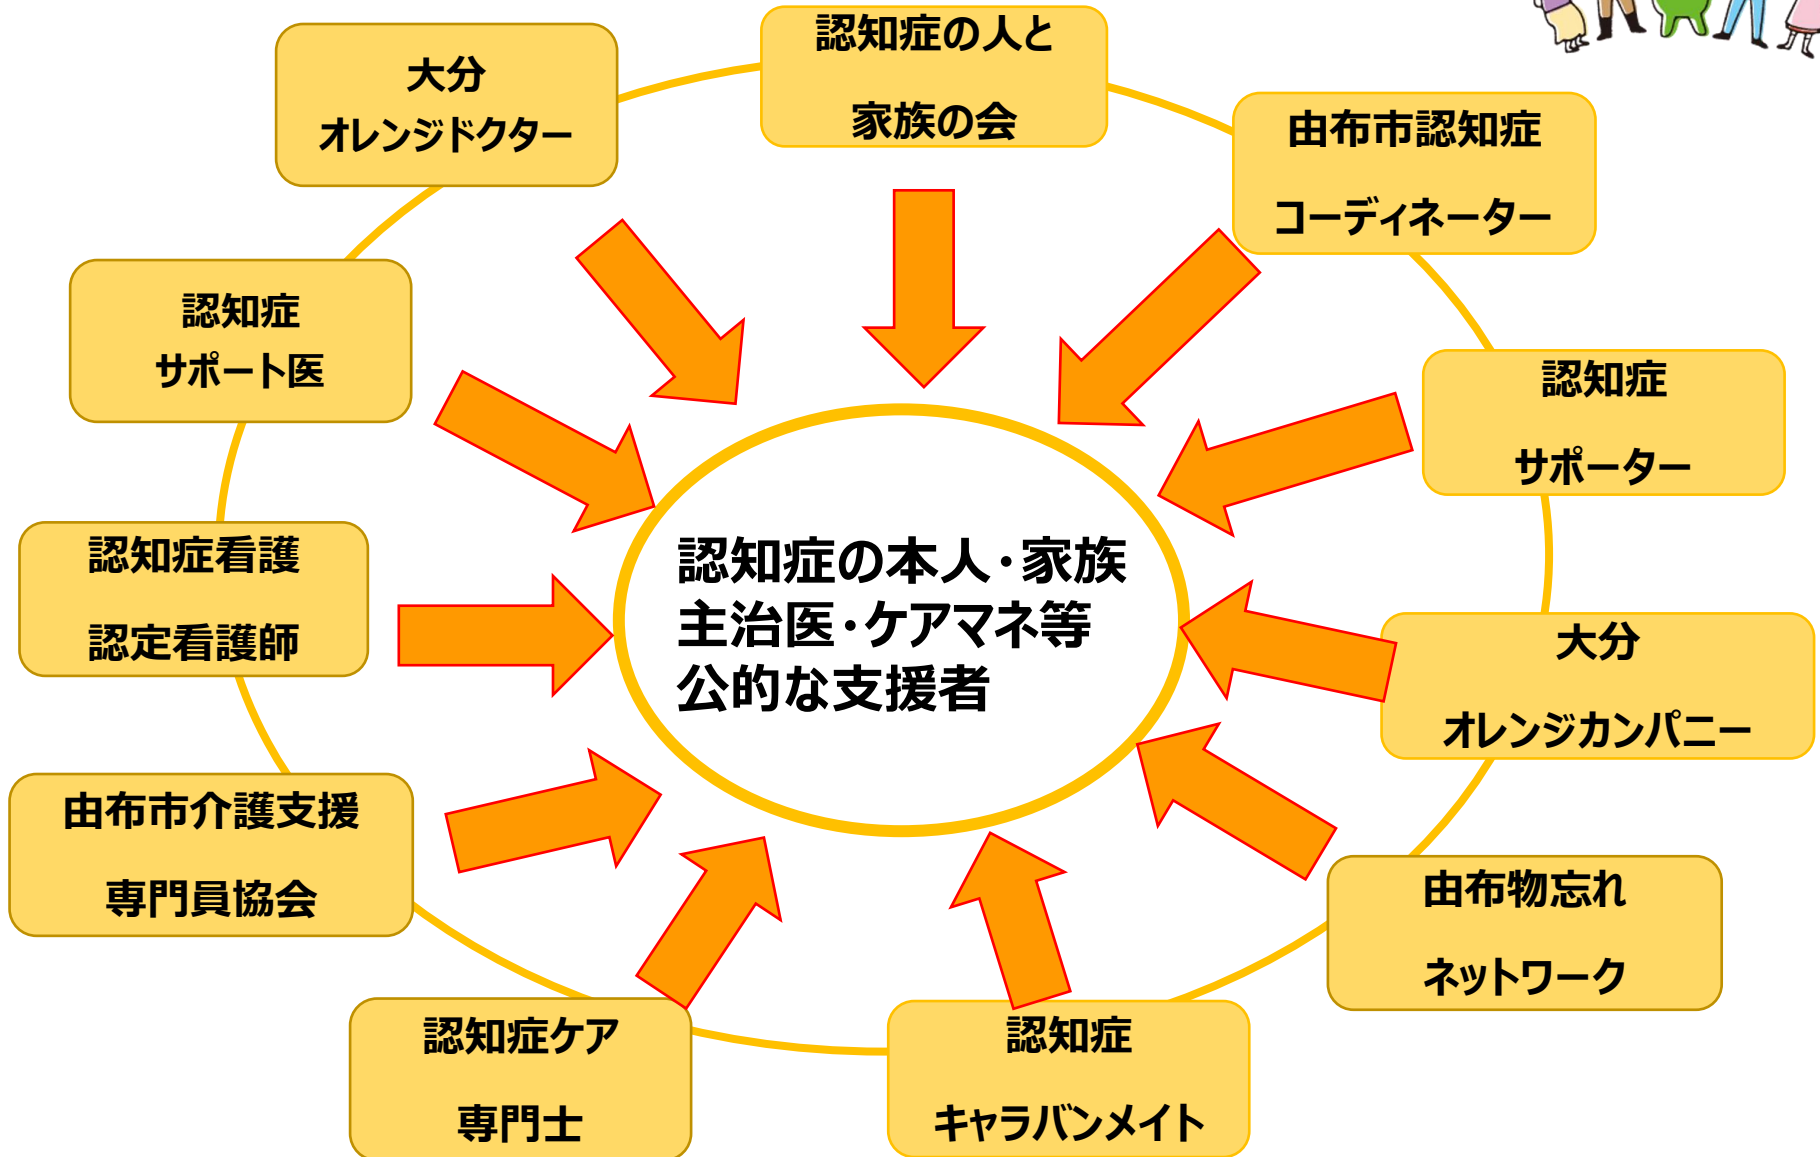 認知症の人と
家族の会
大分
オレンジドクター
由布市認知症
コーディネーター
認知症
サポート医
認知症
サポーター
認知症の本人・家族
主治医・ケアマネ等
公的な支援者
認知症看護
認定看護師
大分
オレンジカンパニー
由布市介護支援
専門員協会
由布物忘れ
ネットワーク
認知症ケア
専門士
認知症
キャラバンメイト